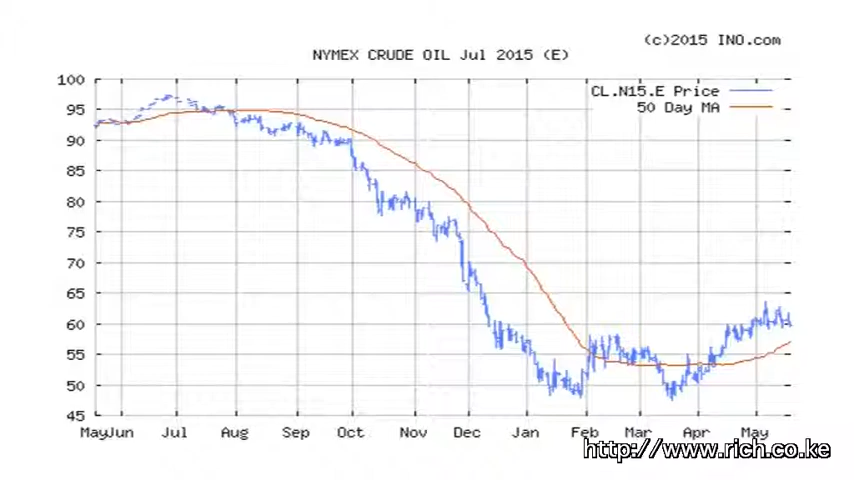 (c)2015 INO.com
NYMEX CRUDE OIL Jul 2015 (E)
CL.N15.E Price
50 Day MA
100
95
90
85
80
75
70
65
60
55
50
45
May Jun Jul Aug Sep Oct Nov Dec Jan Feb Mar Apr May
http://www.rich.co.ke